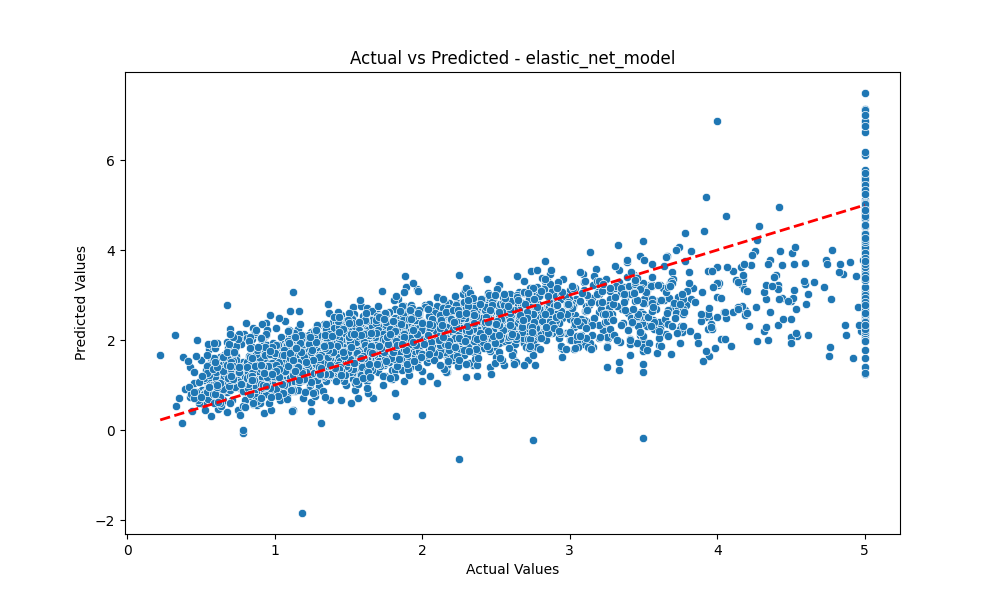 Actual vs Predicted - elastic_net_model
Predicted Values
6
4
2
0
−2
0 1 2 3 4 5
Actual Values